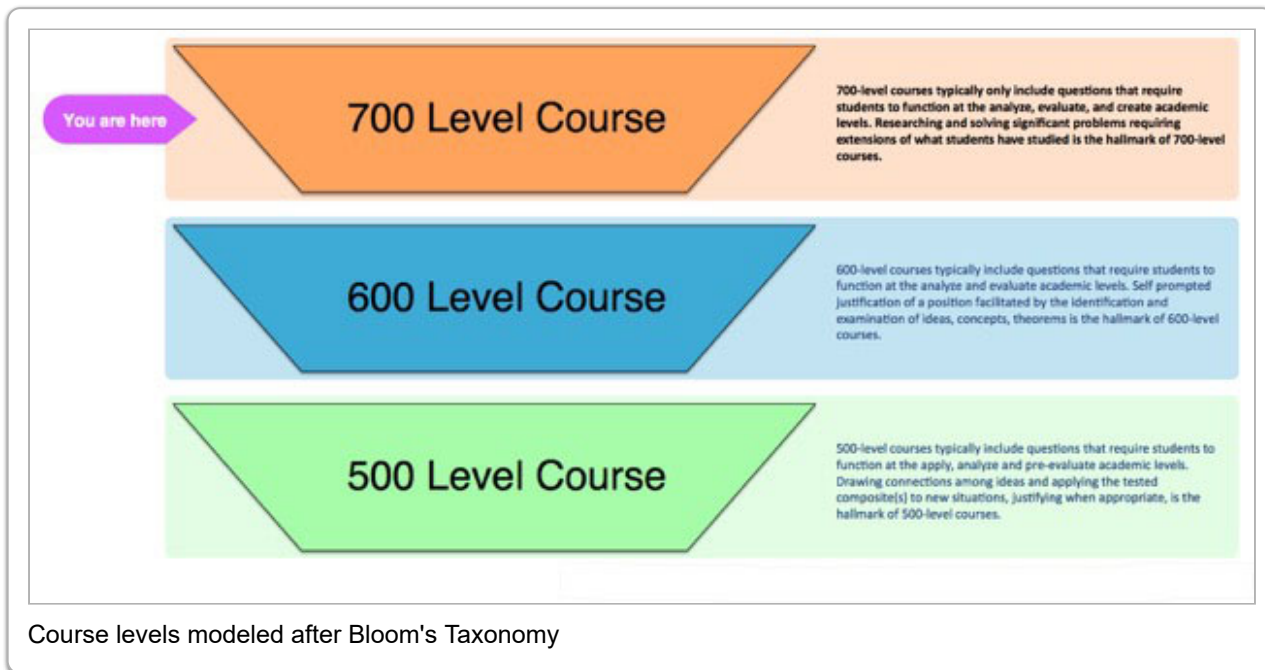 You are here
700 Level Course
700-level courses typically only include questions that require
students to function at the analyze, evaluate, and create academic
levels. Researching and solving significant problems requiring
extensions of what students have studied is the hallmark of 700-level
courses.
600 Level Course
600-level courses typically include questions that require students to
function at the analyze and evaluate academic levels. Self prompted
justification of a position facilitated by the identification and
examination of ideas, concepts, theorems is the hallmark of 600-level
courses.
500 Level Course
500-level courses typically include questions that require students to
function at the apply, analyze and pre-evaluate academic levels.
Drawing connections among ideas and applying the tested
composite(s) to new situations, justifying when appropriate, is the
hallmark of 500-level courses.
Course levels modeled after Bloom's Taxonomy